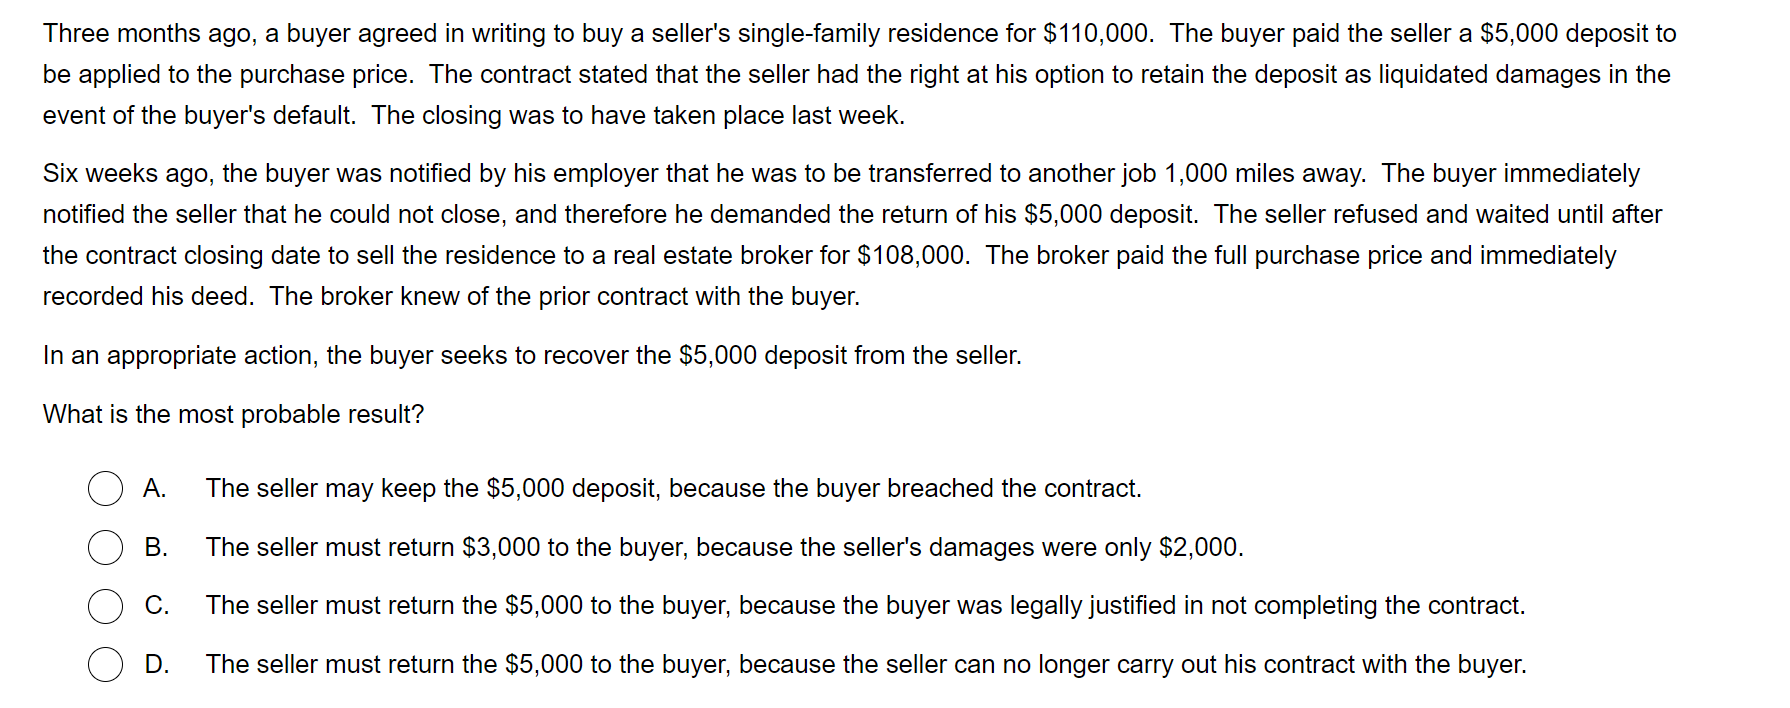 Three months ago, a buyer agreed in writing to buy a seller's single-family residence for $110,000.  The buyer paid the seller a $5,000 deposit to
be applied to the purchase price.  The contract stated that the seller had the right at his option to retain the deposit as liquidated damages in the
event of the buyer's default.  The closing was to have taken place last week.
Six weeks ago, the buyer was notified by his employer that he was to be transferred to another job 1,000 miles away.  The buyer immediately
notified the seller that he could not close, and therefore he demanded the return of his $5,000 deposit.  The seller refused and waited until after
the contract closing date to sell the residence to a real estate broker for $108,000.  The broker paid the full purchase price and immediately
recorded his deed.  The broker knew of the prior contract with the buyer.
In an appropriate action, the buyer seeks to recover the $5,000 deposit from the seller.
What is the most probable result?
A. The seller may keep the $5,000 deposit, because the buyer breached the contract.
B. The seller must return $3,000 to the buyer, because the seller's damages were only $2,000.
C. The seller must return the $5,000 to the buyer, because the buyer was legally justified in not completing the contract.
D. The seller must return the $5,000 to the buyer, because the seller can no longer carry out his contract with the buyer.